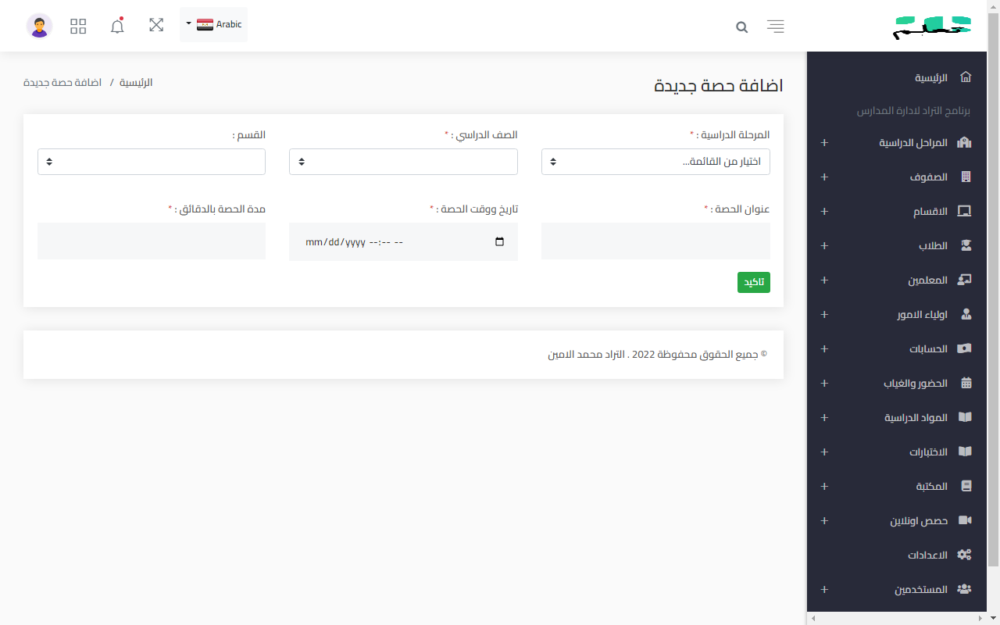 Arabic
معلم
الرئيسية
برنامج التراد لادارة المدارس
المراحل الدراسية
الصفوف
الاقسام
الطلاب
المعلمين
اولياء الامور
الحسابات
الحضور والغياب
المواد الدراسية
الاختبارات
المكتبة
حصص اونلاين
الاعدادات
المستخدمين
اضافة حصة جديدة
الرئيسية / اضافة حصة جديدة
المرحلة الدراسية : *
الصف الدراسي : *
القسم :
اختيار من القائمة...
عنوان الحصة : *
تاريخ ووقت الحصة : *
مدة الحصة بالدقائق : *
mm/dd/yyyy --:-- --
تاكيد
© جميع الحقوق محفوظة 2022 . التراد محمد الامين